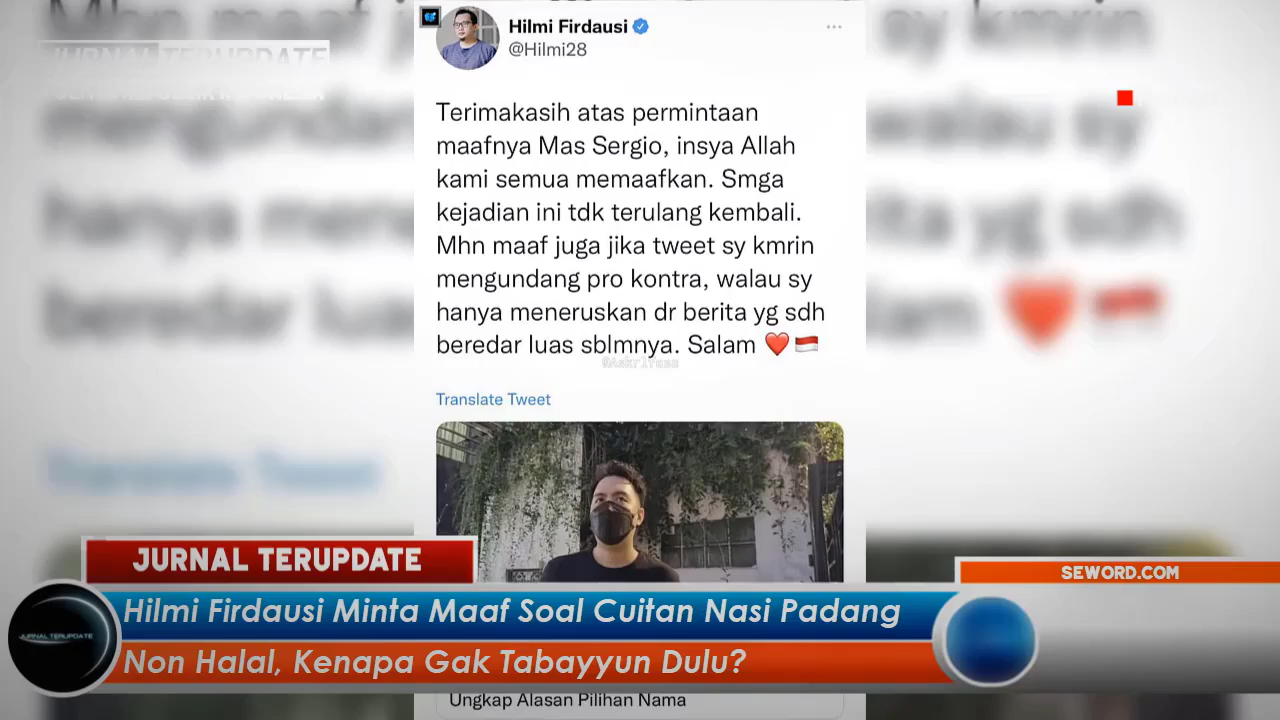 Hilmi Firdausi
@Hilmi28
JURNAL TERUPDATE
Terimakasih atas permintaan
maafnya Mas Sergio, insya Allah
kami semua memaafkan. Smga
kejadian ini tdk terulang kembali.
Mhn maaf juga jika tweet sy kmrin
mengundang pro kontra, walau sy
hanya meneruskan dr berita yg sdh
beredar luas sblmnya. Salam ❤️🇮🇩
Translate Tweet
JURNAL TERUPDATE
SEWORD.COM
JURNAL TERUPDATE
Hilmi Firdausi Minta Maaf Soal Cuitan Nasi Padang
Non Halal, Kenapa Gak Tabayyun Dulu?
Ungkap Alasan Pilihan Nama